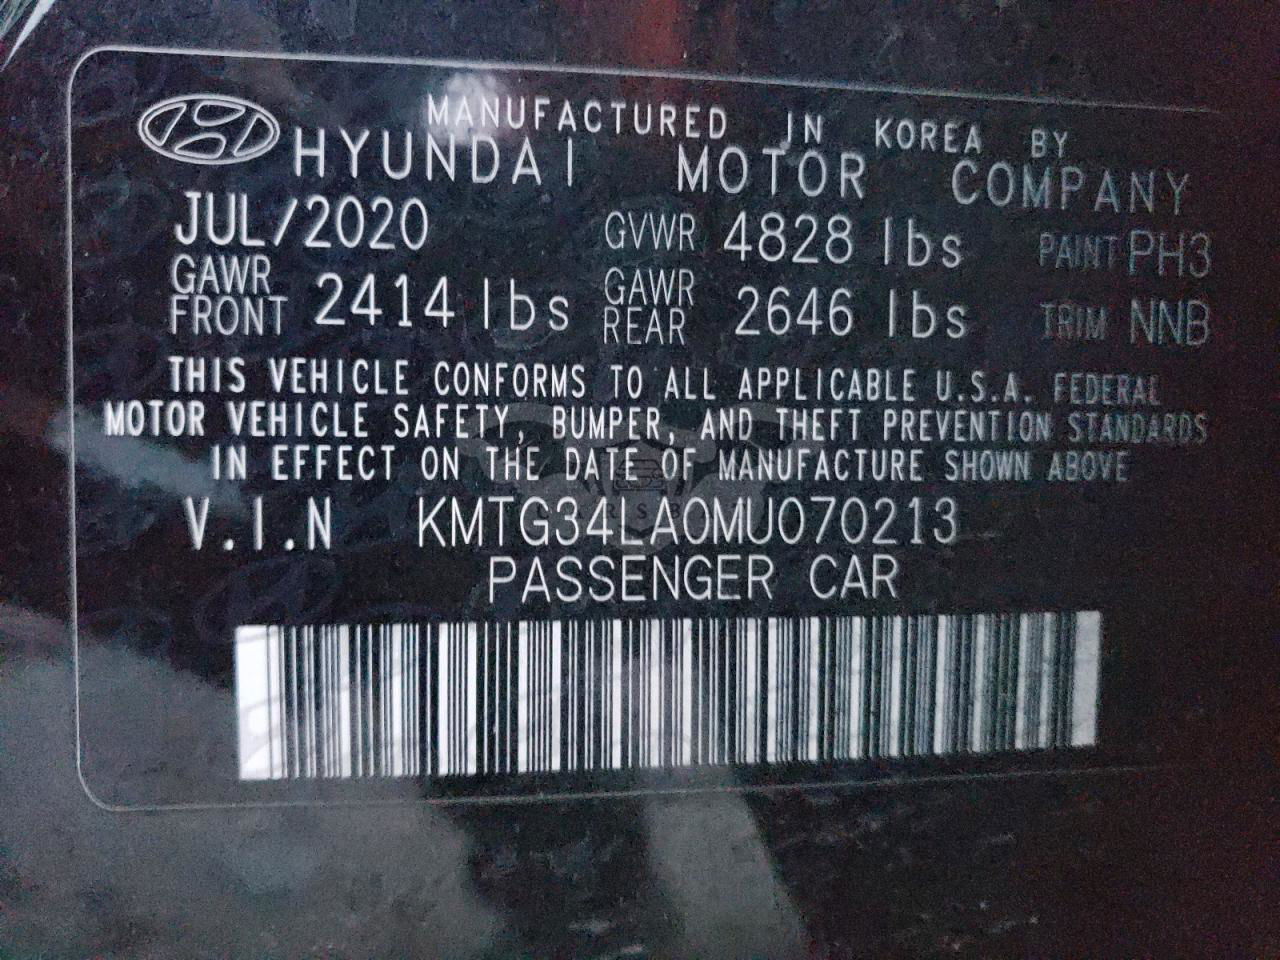 MANUFACTURED IN KOREA BY
HYUNDAI MOTOR COMPANY
JUL/2020 GVWR 4828 lbs PAINT PH3
GAWR FRONT 2414 lbs GAWR REAR 2646 lbs TRIM NNB
THIS VEHICLE CONFORMS TO ALL APPLICABLE U.S.A. FEDERAL
MOTOR VEHICLE SAFETY, BUMPER, AND THEFT PREVENTION STANDARDS
IN EFFECT ON THE DATE OF MANUFACTURE SHOWN ABOVE
V.I.N KMTG34LA0MU070213
PASSENGER CAR